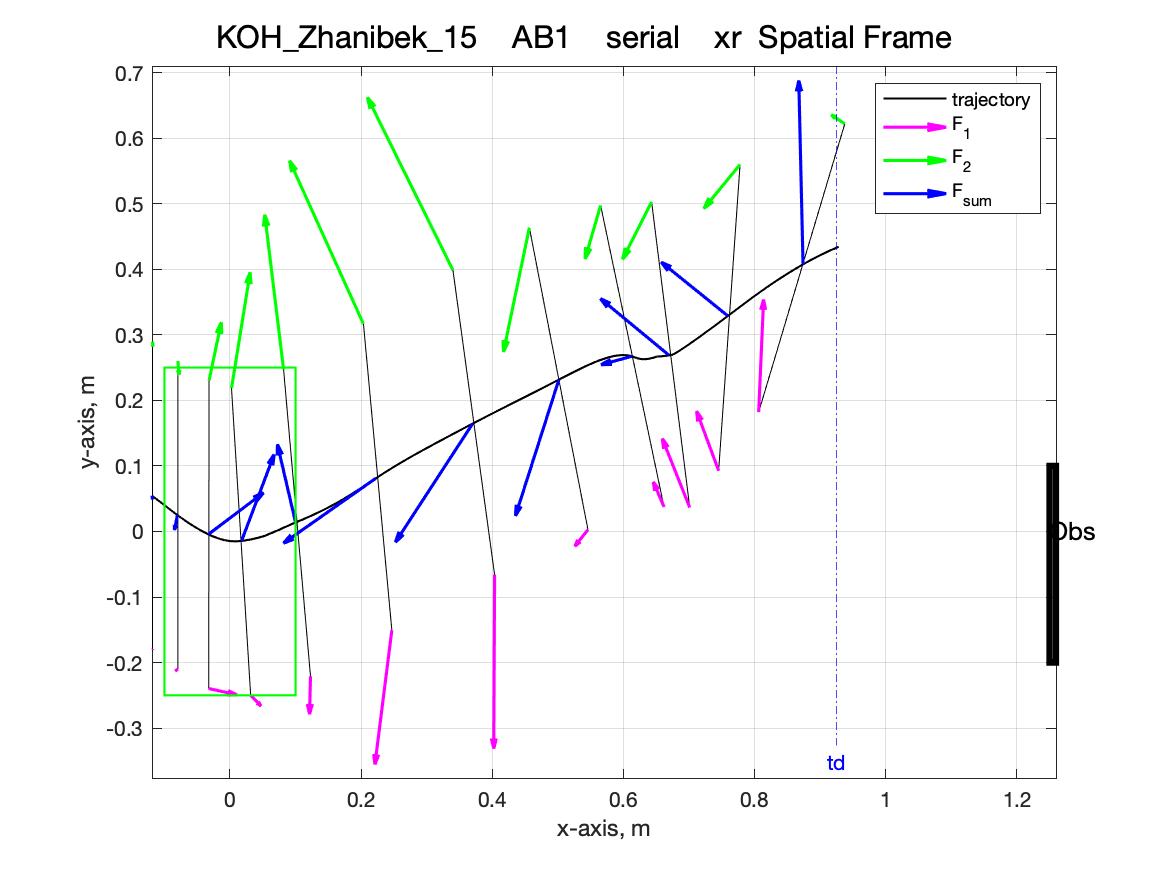 KOH_Zhanibek_15 AB1 serial xr Spatial Frame
0.7
0.6
0.5
0.4
0.3
0.2
0.1
0
-0.1
-0.2
-0.3
y-axis, m
trajectory
F1
F2
Fsum
Obs
td
0 0.2 0.4 0.6 0.8 1 1.2
x-axis, m